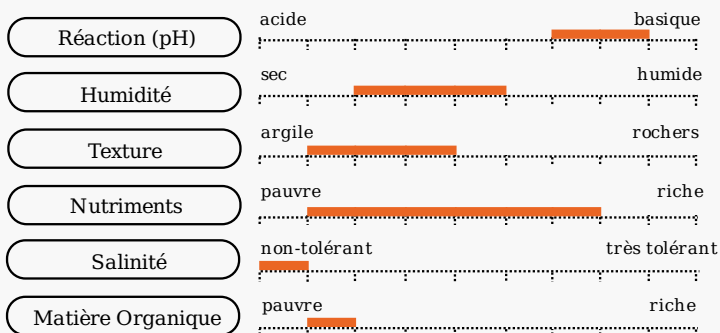 acide basique
Réaction (pH)
sec humide
Humidité
argile rochers
Texture
pauvre riche
Nutriments
non-tolérant très tolérant
Salinité
pauvre riche
Matière Organique